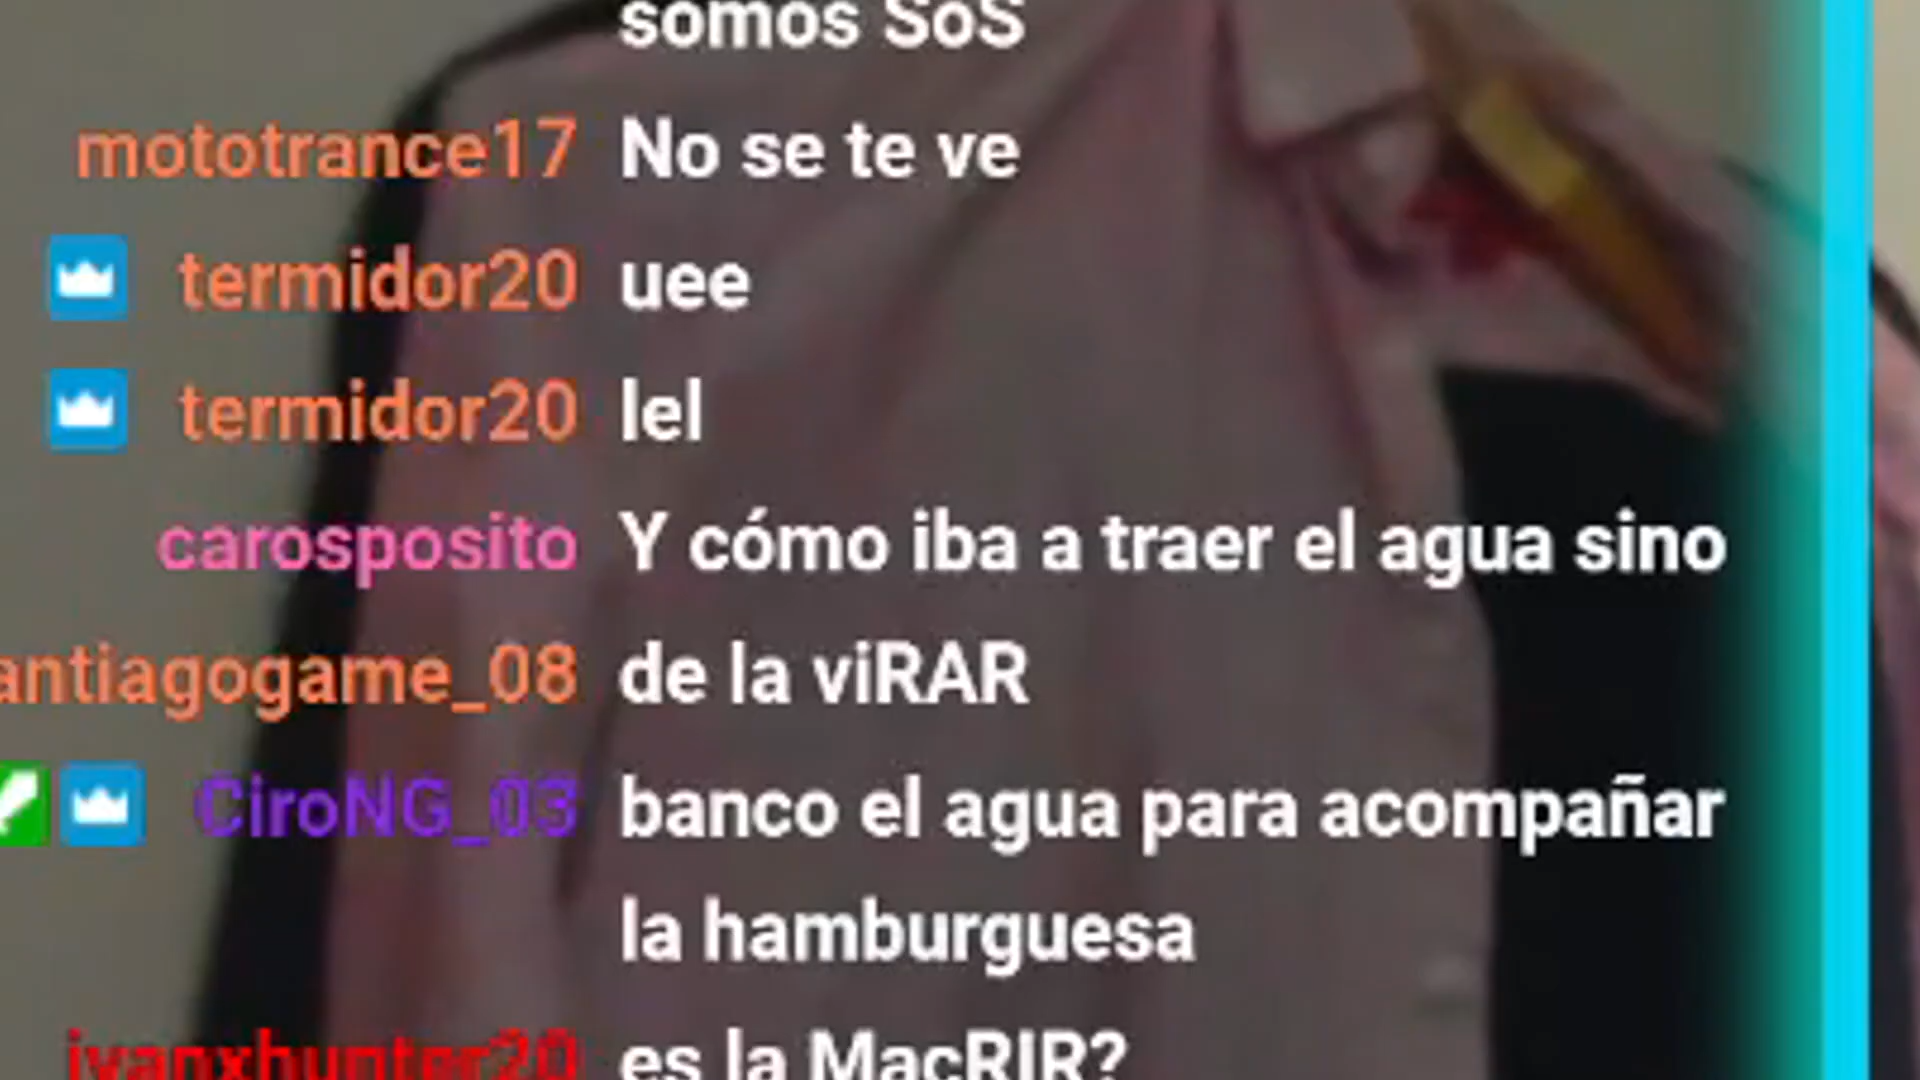 somos SoS
mototrance17 No se te ve
termidor20 uee
termidor20 lel
carosposito Y cómo iba a traer el agua sino
antiagogame_08 de la viRAR
CiroNG_03 banco el agua para acompañar
la hamburguesa
ivanxhunter20 es la MacRIR?